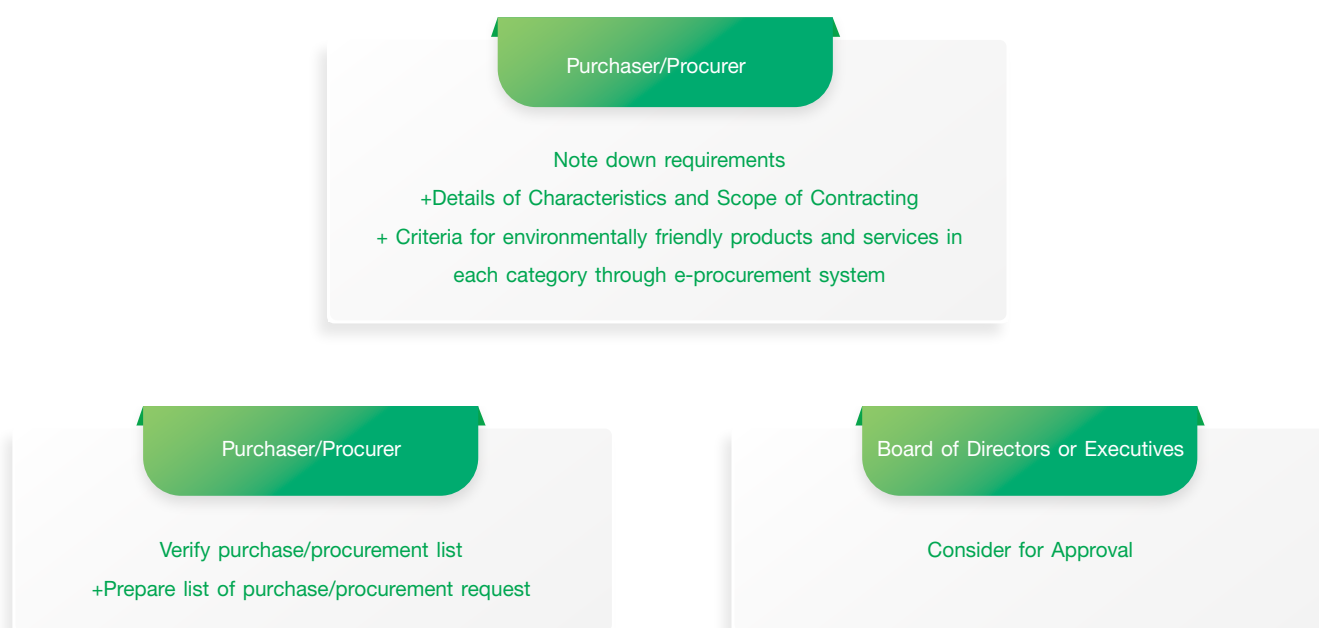 Purchaser/Procurer
Note down requirements
+Details of Characteristics and Scope of Contracting
+ Criteria for environmentally friendly products and services in
each category through e-procurement system
Purchaser/Procurer
Verify purchase/procurement list
+Prepare list of purchase/procurement request
Board of Directors or Executives
Consider for Approval